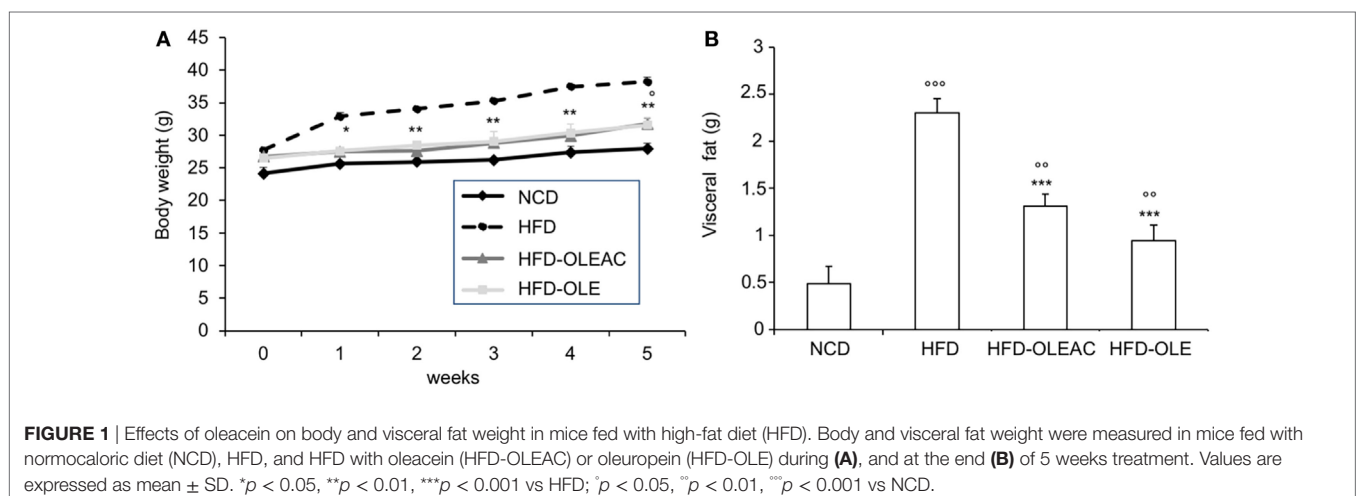 A
45
40
35
30
25
20
15
10
5
0
Body weight (g)
0 1 2 3 4 5
weeks
* ** ** ** **
°
NCD
HFD
HFD-OLEAC
HFD-OLE
B
3
2.5
2
1.5
1
0.5
0
Visceral fat (g)
°°°
°°
***
°°
***
NCD HFD HFD-OLEAC HFD-OLE
FIGURE 1 | Effects of oleacein on body and visceral fat weight in mice fed with high-fat diet (HFD). Body and visceral fat weight were measured in mice fed with
normocaloric diet (NCD), HFD, and HFD with oleacein (HFD-OLEAC) or oleuropein (HFD-OLE) during (A), and at the end (B) of 5 weeks treatment. Values are
expressed as mean ± SD. *p < 0.05, **p < 0.01, ***p < 0.001 vs HFD; °p < 0.05, °°p < 0.01, °°°p < 0.001 vs NCD.